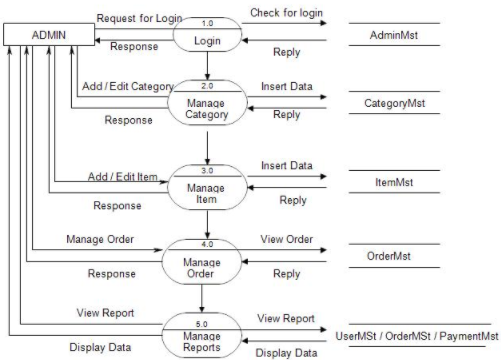 Request for Login
1.0
Check for login
ADMIN
Login
AdminMst
Response
Reply
Add / Edit Category
2.0
Insert Data
Manage
Category
CategoryMst
Response
Reply
Add / Edit Item
3.0
Insert Data
Manage
Item
ItemMst
Response
Reply
Manage Order
4.0
View Order
Manage
Order
OrderMst
Response
Reply
View Report
5.0
View Report
Manage
Reports
UserMSt / OrderMSt / PaymentMst
Display Data
Display Data